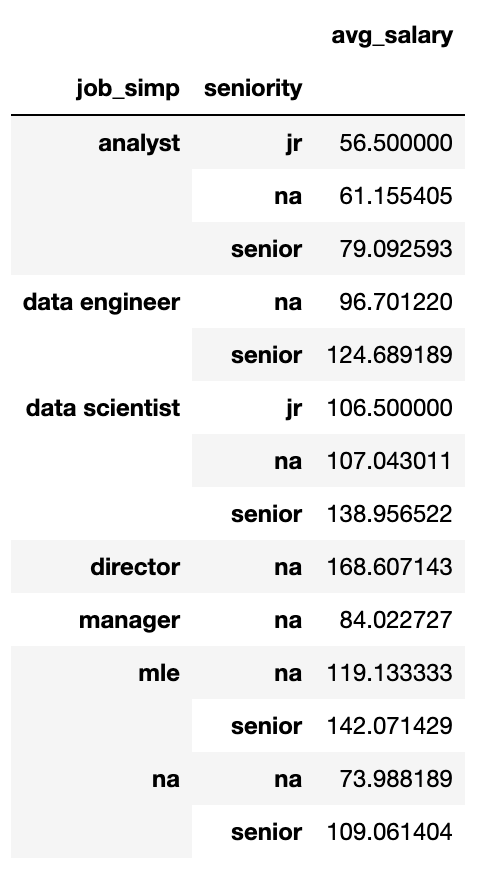 avg_salary
job_simp seniority
analyst jr 56.500000
na 61.155405
senior 79.092593
data engineer na 96.701220
senior 124.689189
data scientist jr 106.500000
na 107.043011
senior 138.956522
director na 168.607143
manager na 84.022727
mle na 119.133333
senior 142.071429
na na 73.988189
senior 109.061404